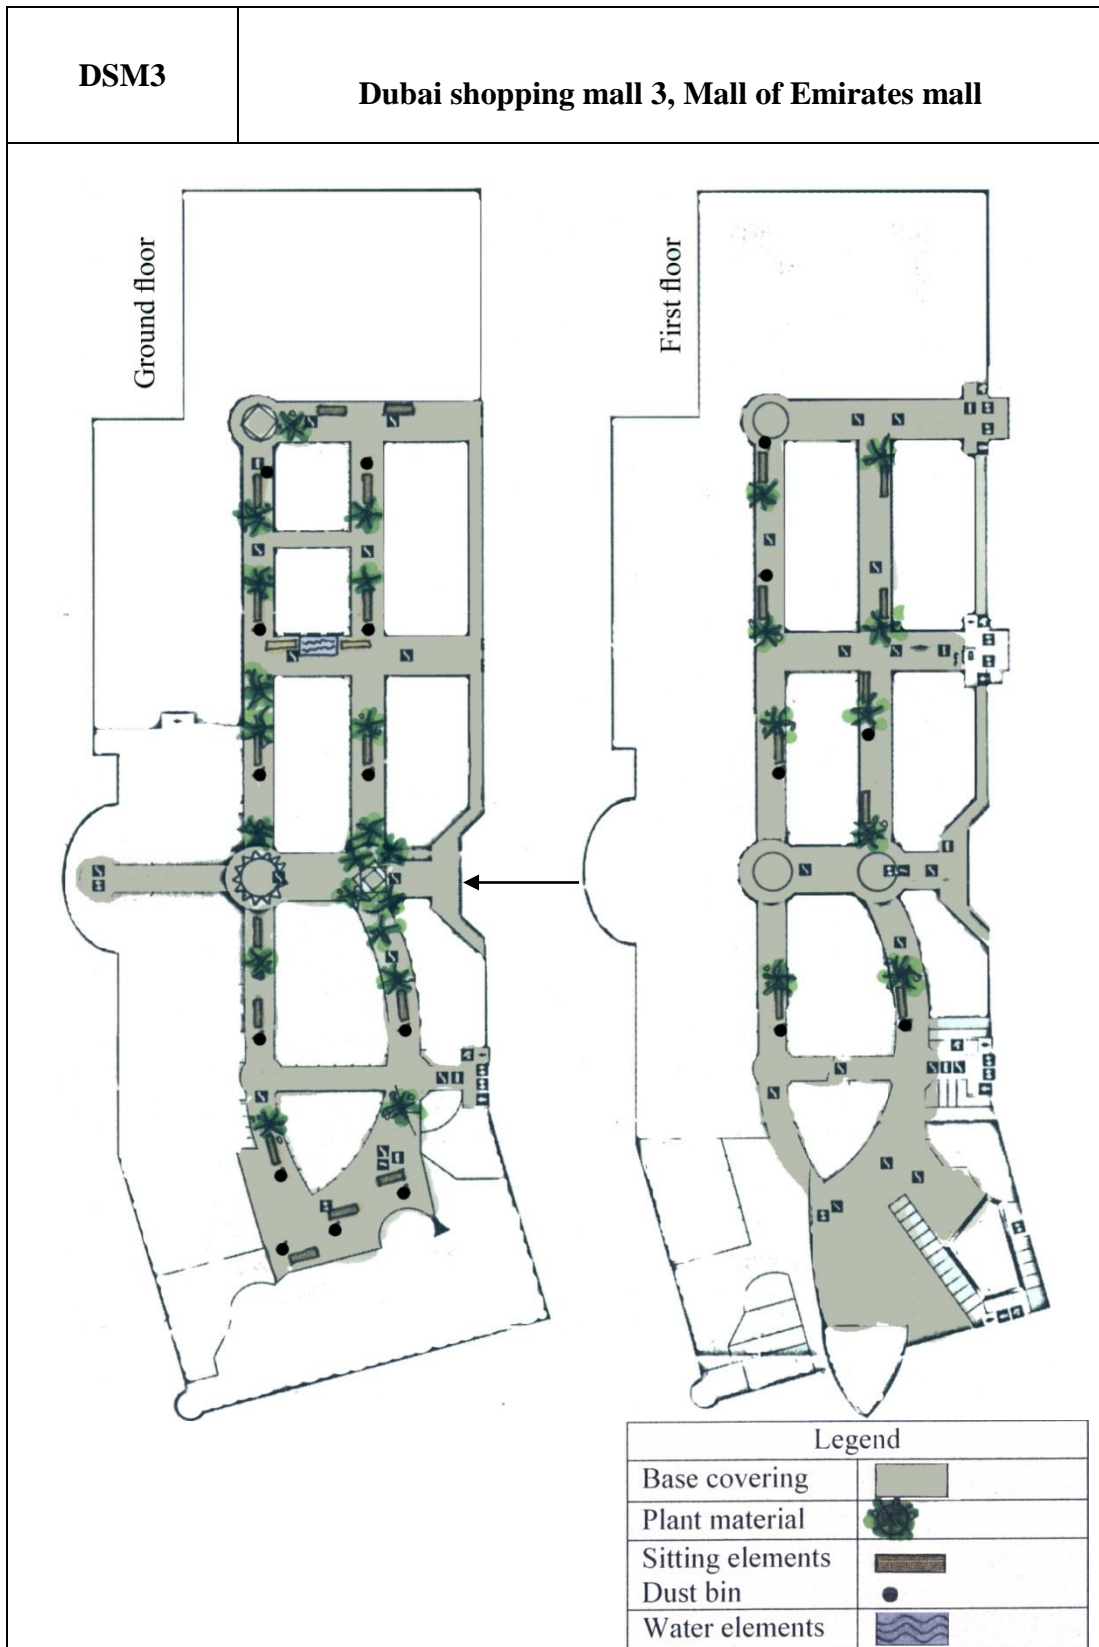 DSM3
Dubai shopping mall 3, Mall of Emirates mall
Ground floor
First floor
Legend
Base covering
Plant material
Sitting elements
Dust bin
Water elements